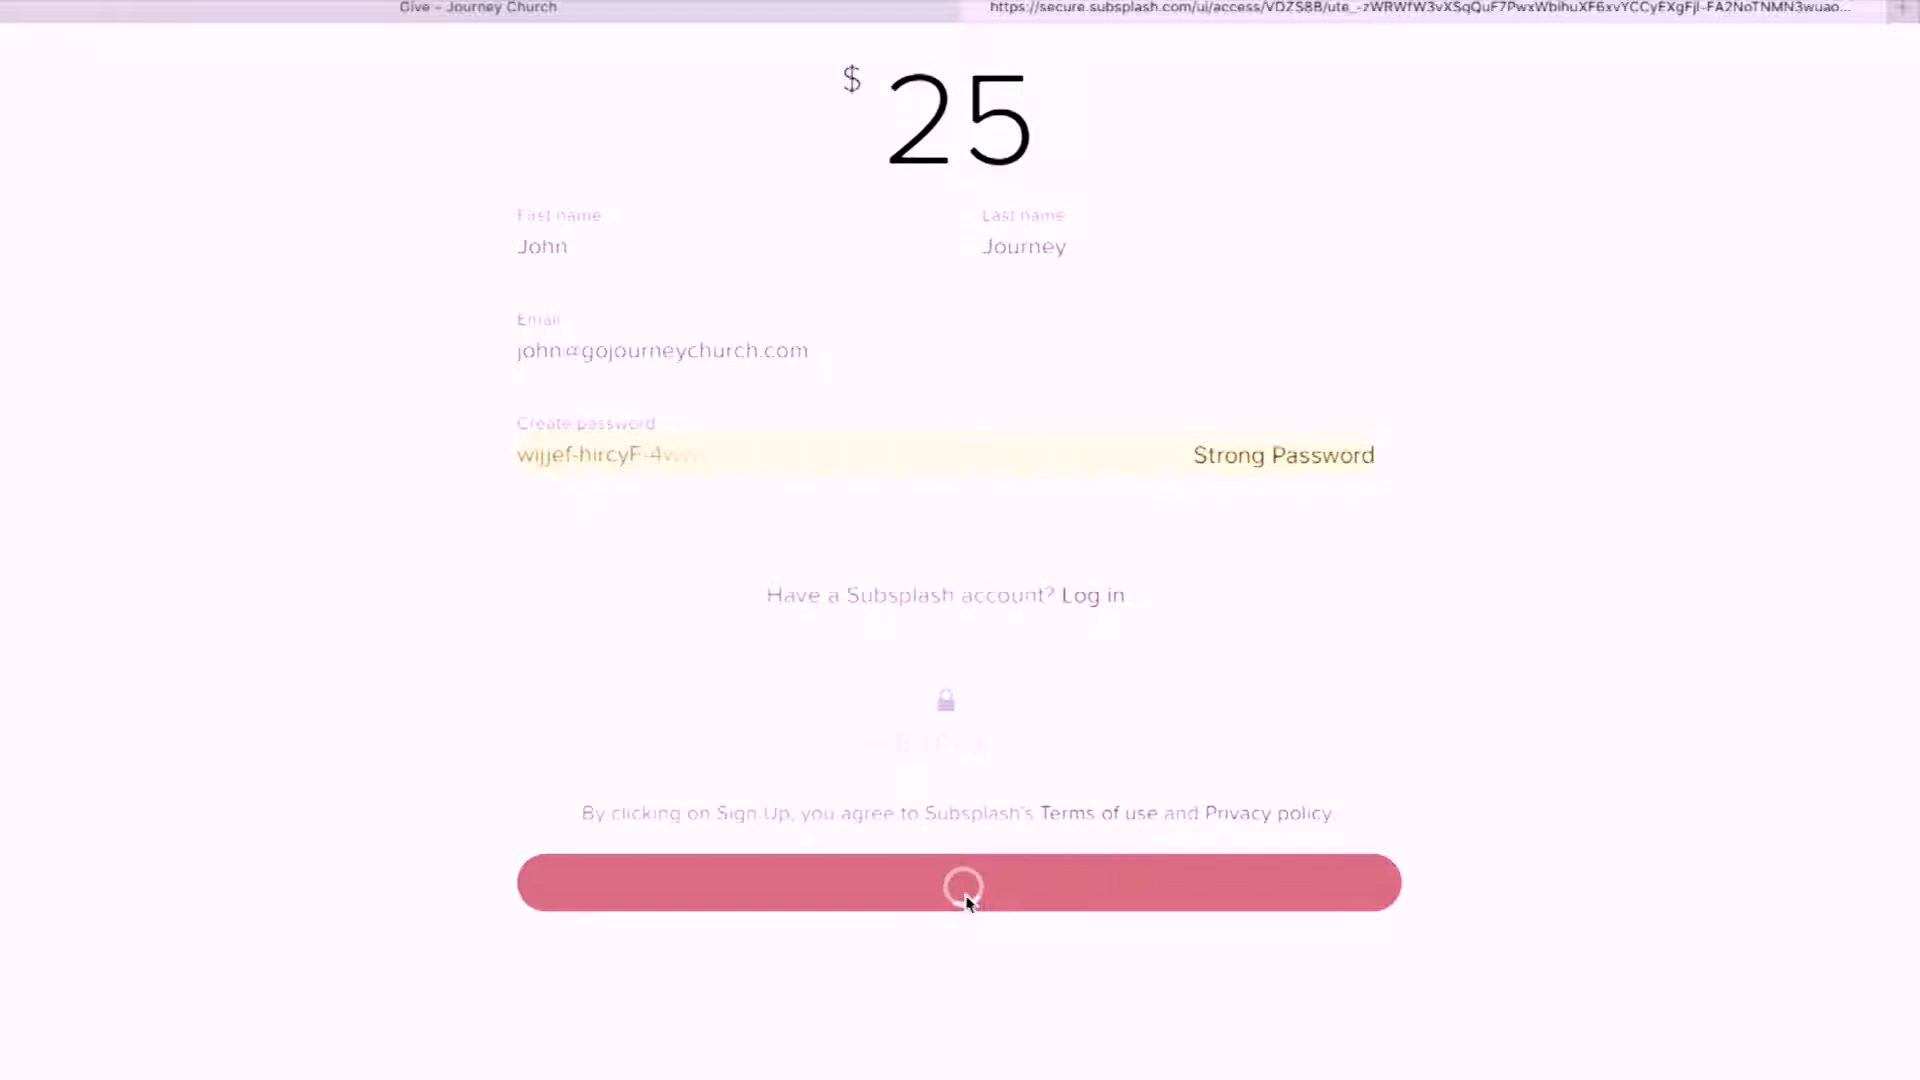 Give – Journey Church
$ 25
First name
Last name
John
Journey
Email
john@gojourneychurch.com
Create password
Strong Password
Have a Subsplash account? Log in
By clicking on Sign Up, you agree to Subsplash's Terms of use and Privacy policy.